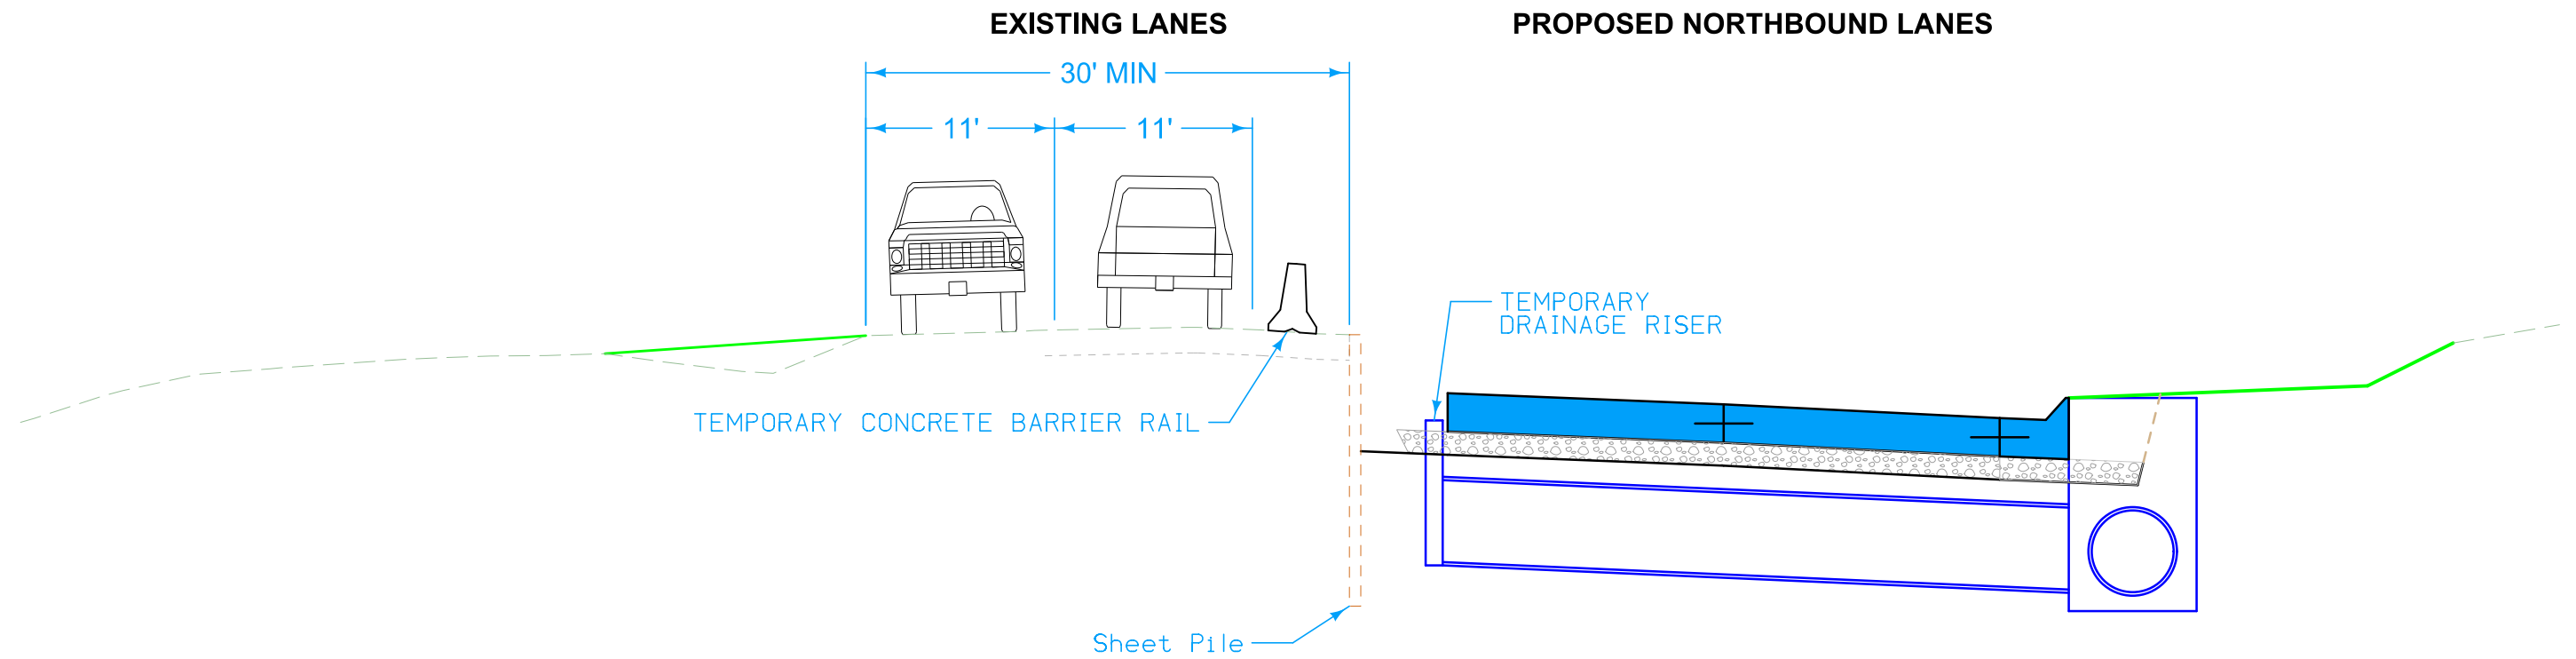 EXISTING LANES
PROPOSED NORTHBOUND LANES
30' MIN
11'
11'
TEMPORARY
DRAINAGE RISER
TEMPORARY CONCRETE BARRIER RAIL
Sheet Pile